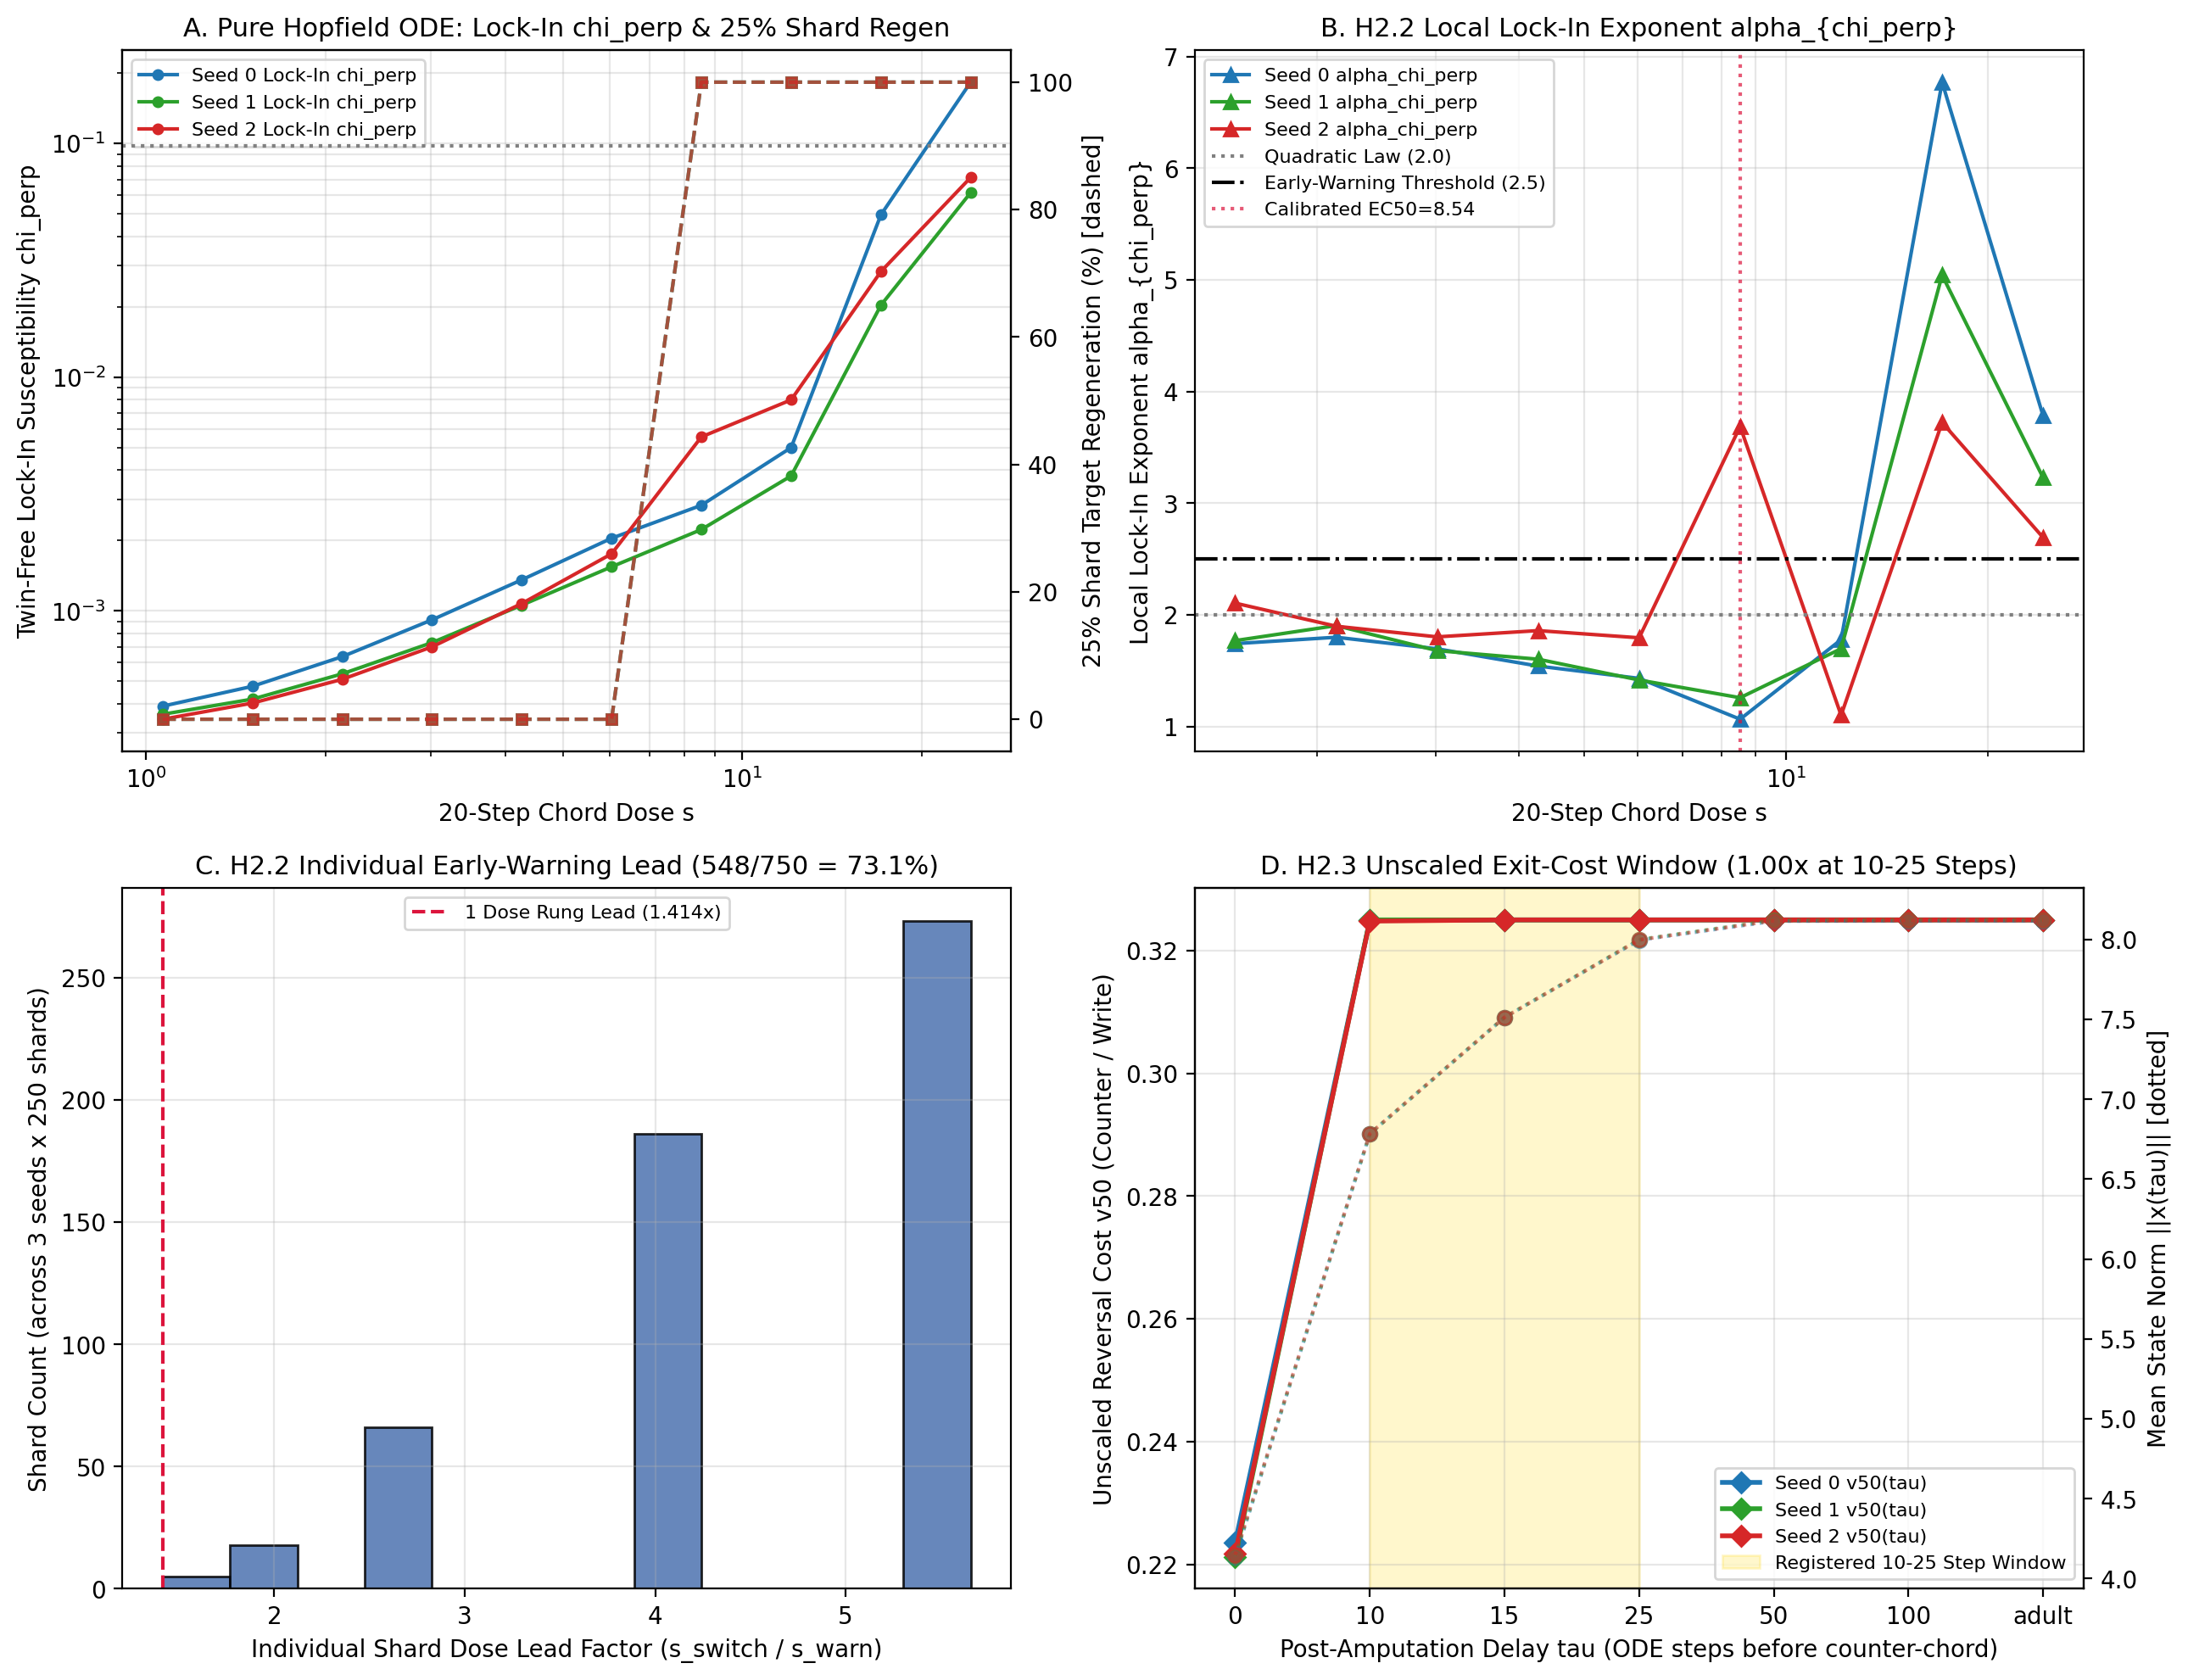 A. Pure Hopfield ODE: Lock-In chi_perp & 25% Shard Regen
Seed 0 Lock-In chi_perp
Seed 1 Lock-In chi_perp
Seed 2 Lock-In chi_perp
10⁻¹
10⁻²
10⁻³
Twin-Free Lock-In Susceptibility chi_perp
100
80
60
40
20
0
25% Shard Target Regeneration (%) [dashed]
10⁰
10¹
20-Step Chord Dose s
B. H2.2 Local Lock-In Exponent alpha_{chi_perp}
Seed 0 alpha_chi_perp
Seed 1 alpha_chi_perp
Seed 2 alpha_chi_perp
Quadratic Law (2.0)
Early-Warning Threshold (2.5)
Calibrated EC50=8.54
7
6
5
4
3
2
1
Local Lock-In Exponent alpha_{chi_perp}
10¹
20-Step Chord Dose s
C. H2.2 Individual Early-Warning Lead (548/750 = 73.1%)
1 Dose Rung Lead (1.414x)
250
200
150
100
50
0
Shard Count (across 3 seeds x 250 shards)
2
3
4
5
Individual Shard Dose Lead Factor (s_switch / s_warn)
D. H2.3 Unscaled Exit-Cost Window (1.00x at 10-25 Steps)
0.32
0.30
0.28
0.26
0.24
0.22
Unscaled Reversal Cost v50 (Counter / Write)
8.0
7.5
7.0
6.5
6.0
5.5
5.0
4.5
4.0
Mean State Norm ||x(tau)|| [dotted]
Seed 0 v50(tau)
Seed 1 v50(tau)
Seed 2 v50(tau)
Registered 10-25 Step Window
0
10
15
25
50
100
adult
Post-Amputation Delay tau (ODE steps before counter-chord)